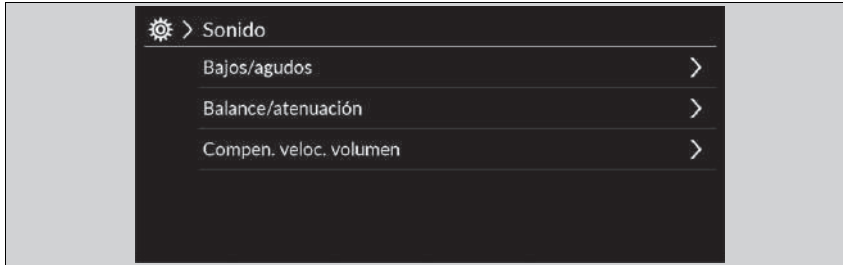 Sonido
Bajos/agudos
Balance/atenuación
Compen. veloc. volumen